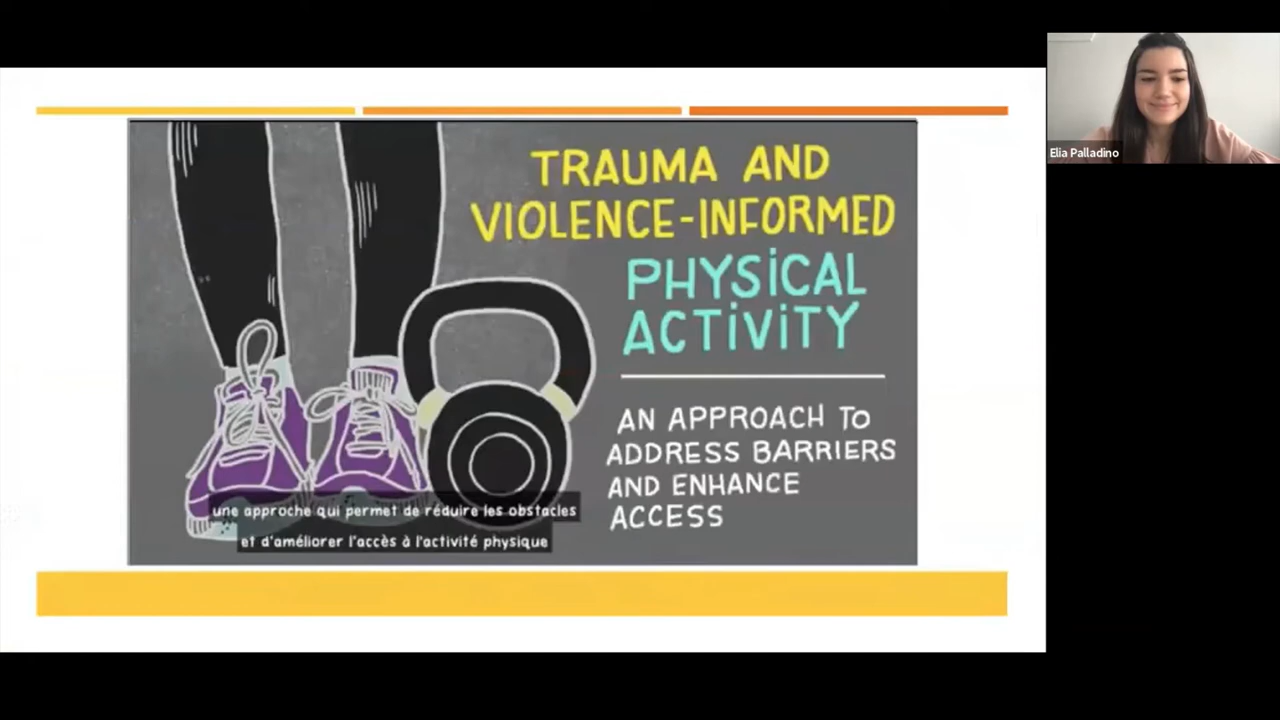 TRAUMA AND
VIOLENCE-INFORMED
PHYSiCAL
ACTiViTY
AN APPROACH TO
ADDRESS BARRIERS
AND ENHANCE
ACCESS
une approche qui permet de réduire les obstacles
et d'améliorer l'accès à l'activité physique
Elia Palladino